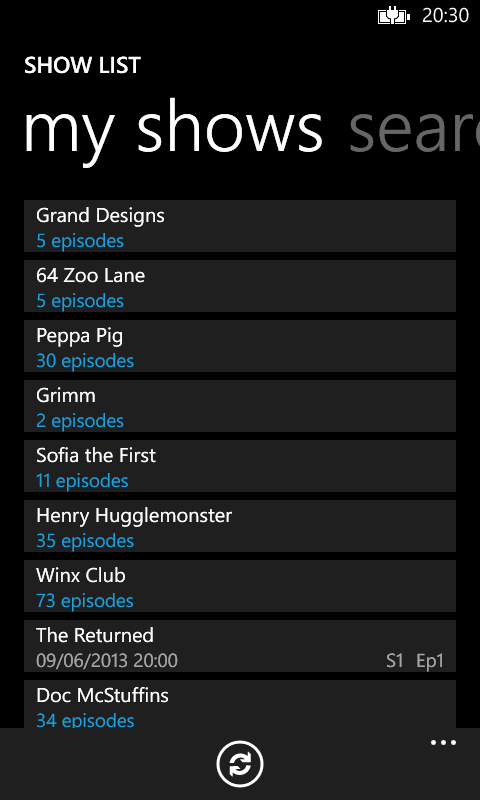 20:30
SHOW LIST
my shows sear
Grand Designs
5 episodes
64 Zoo Lane
5 episodes
Peppa Pig
30 episodes
Grimm
2 episodes
Sofia the First
11 episodes
Henry Hugglemonster
35 episodes
Winx Club
73 episodes
The Returned
09/06/2013 20:00 S1 Ep1
Doc McStuffins
34 episodes